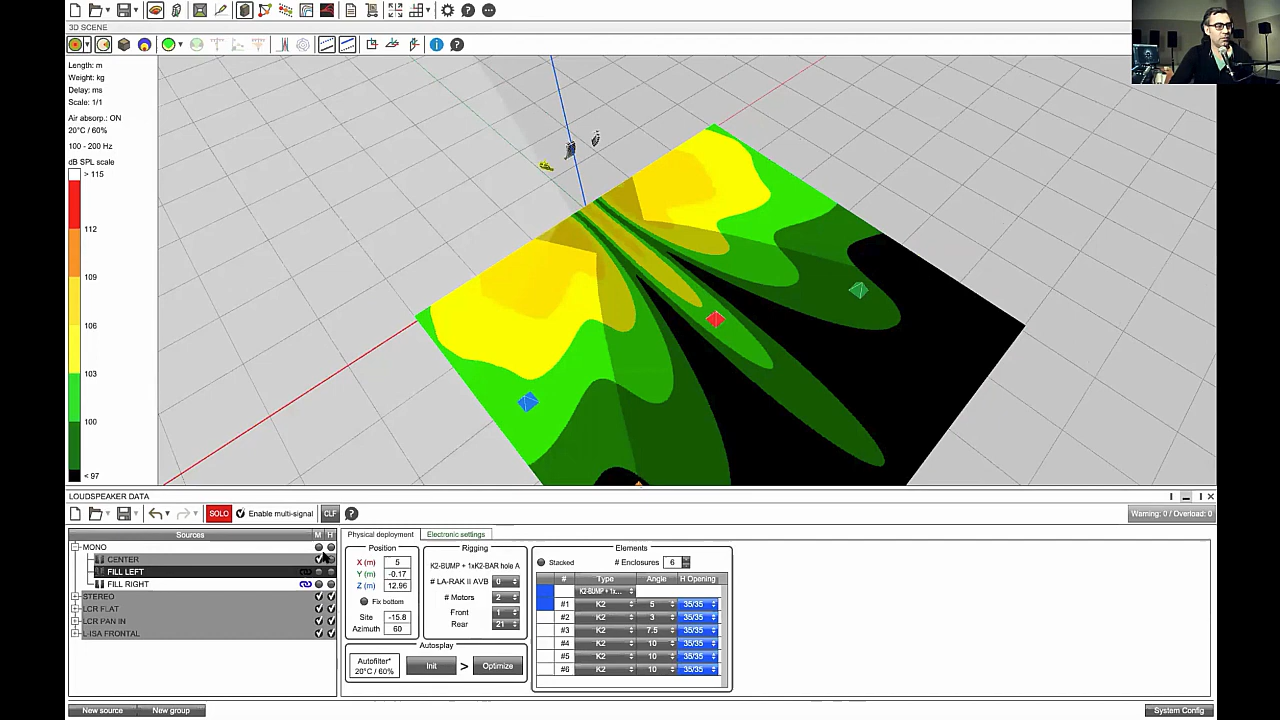 3D SCENE
Length: m
Weight: kg
Delay: ms
Scale: 1/1
Air absorp.: ON
20°C / 60%
100 - 200 Hz
dB SPL scale
> 115
112
109
106
103
100
< 97
LOUDSPEAKER DATA
SOLO
Enable multi-signal
CLF
Warning: 0 / Overload: 0
Sources M H
MONO
CENTER
FILL LEFT
FILL RIGHT
STEREO
LCR FLAT
LCR PAN IN
L-ISA FRONTAL
New source
New group
Physical deployment
Electronic settings
Position
X (m) 5
Y (m) -0.17
Z (m) 12.96
Fix bottom
Site -15.8
Azimuth 60
Rigging
K2-BUMP + 1xK2-BAR hole A
# LA-RAK II AVB 0
# Motors 2
Front 1
Rear 21
Autoplay
Autofilter*
20°C / 60%
Init
>
Optimize
Elements
Stacked
# Enclosures 6
# Type Angle H Opening
K2-BUMP + 1x...
#1 K2 5 35/35
#2 K2 3 35/35
#3 K2 7.5 35/35
#4 K2 10 35/35
#5 K2 10 35/35
#6 K2 10 35/35
System Config